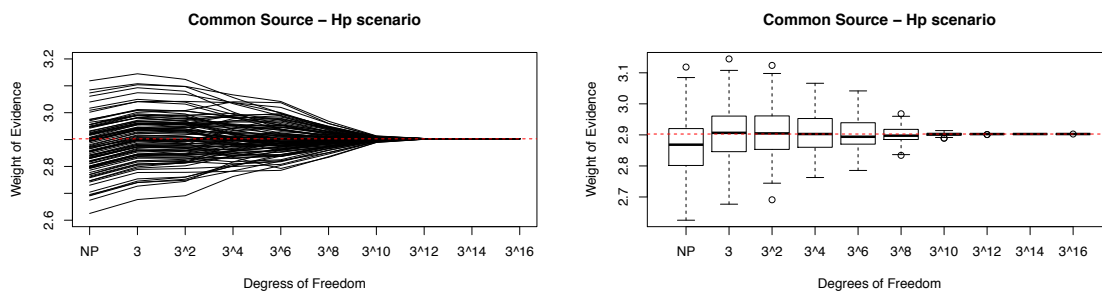 Common Source – Hp scenario
Weight of Evidence
3.2
3.0
2.8
2.6
NP 3 3^2 3^4 3^6 3^8 3^10 3^12 3^14 3^16
Degress of Freedom
Common Source – Hp scenario
Weight of Evidence
3.1
3.0
2.9
2.8
2.7
NP 3 3^2 3^4 3^6 3^8 3^10 3^12 3^14 3^16
Degrees of Freedom